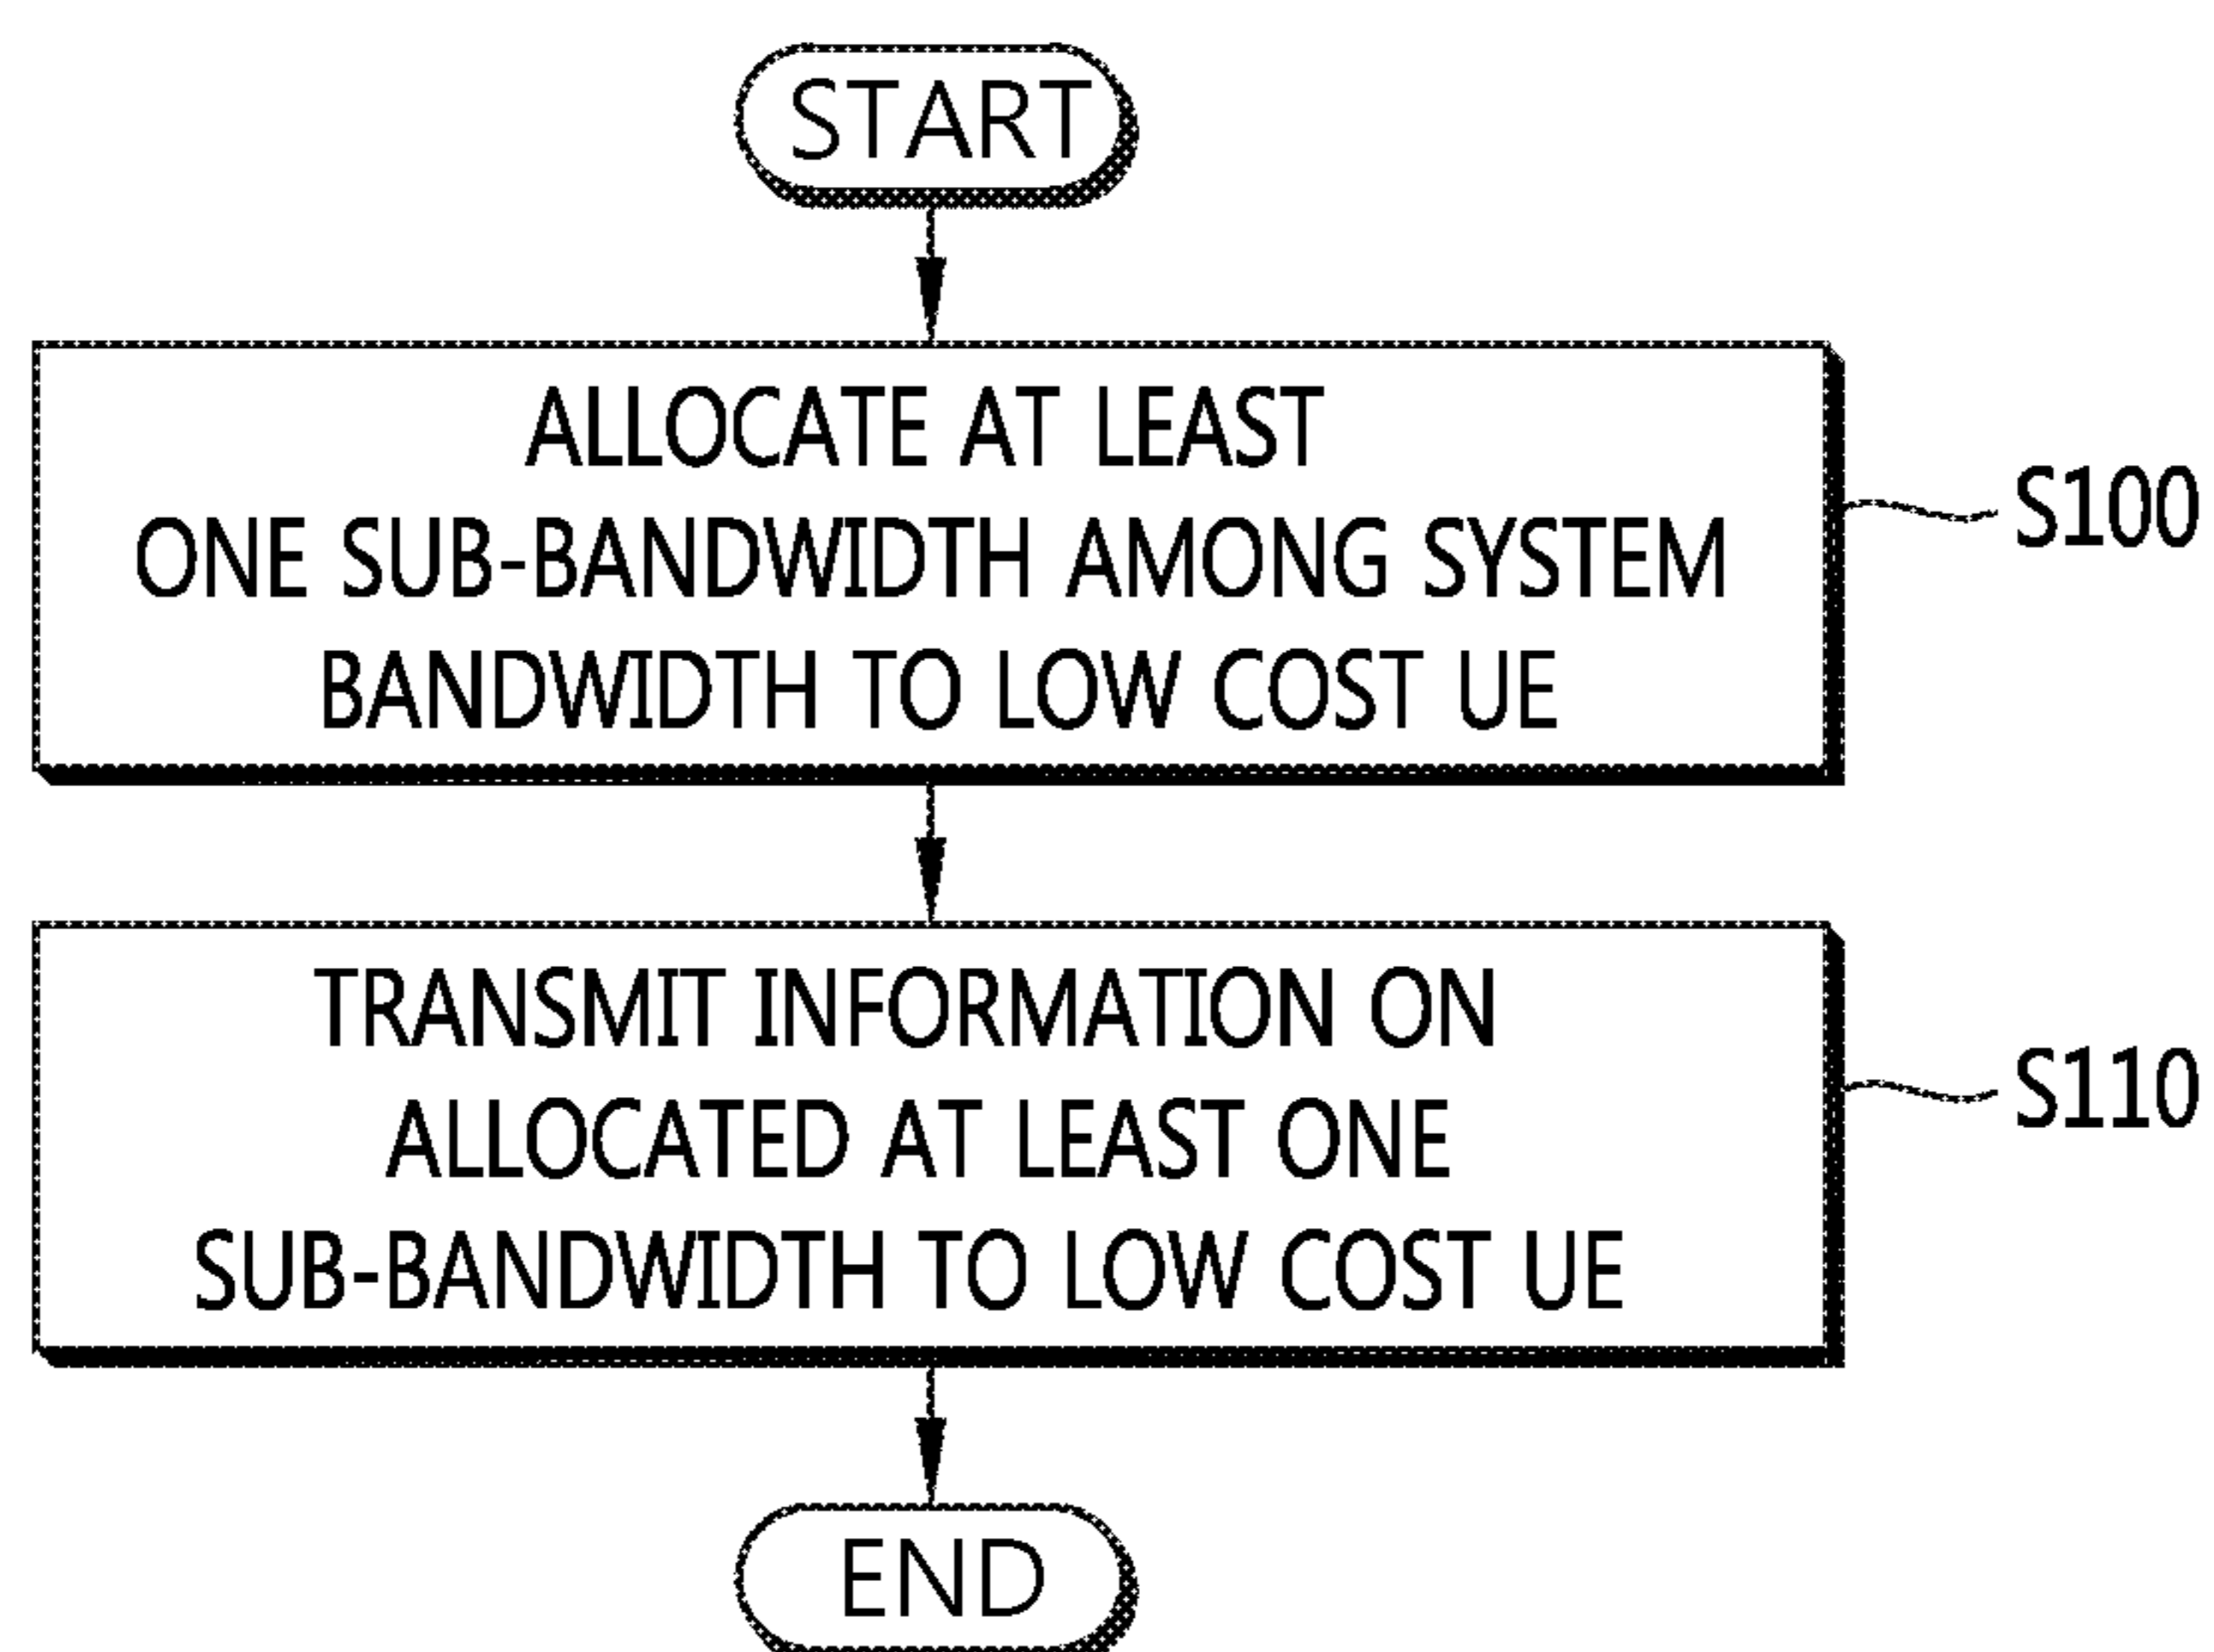 START
ALLOCATE AT LEAST
ONE SUB-BANDWIDTH AMONG SYSTEM
BANDWIDTH TO LOW COST UE
S100
TRANSMIT INFORMATION ON
ALLOCATED AT LEAST ONE
SUB-BANDWIDTH TO LOW COST UE
S110
END